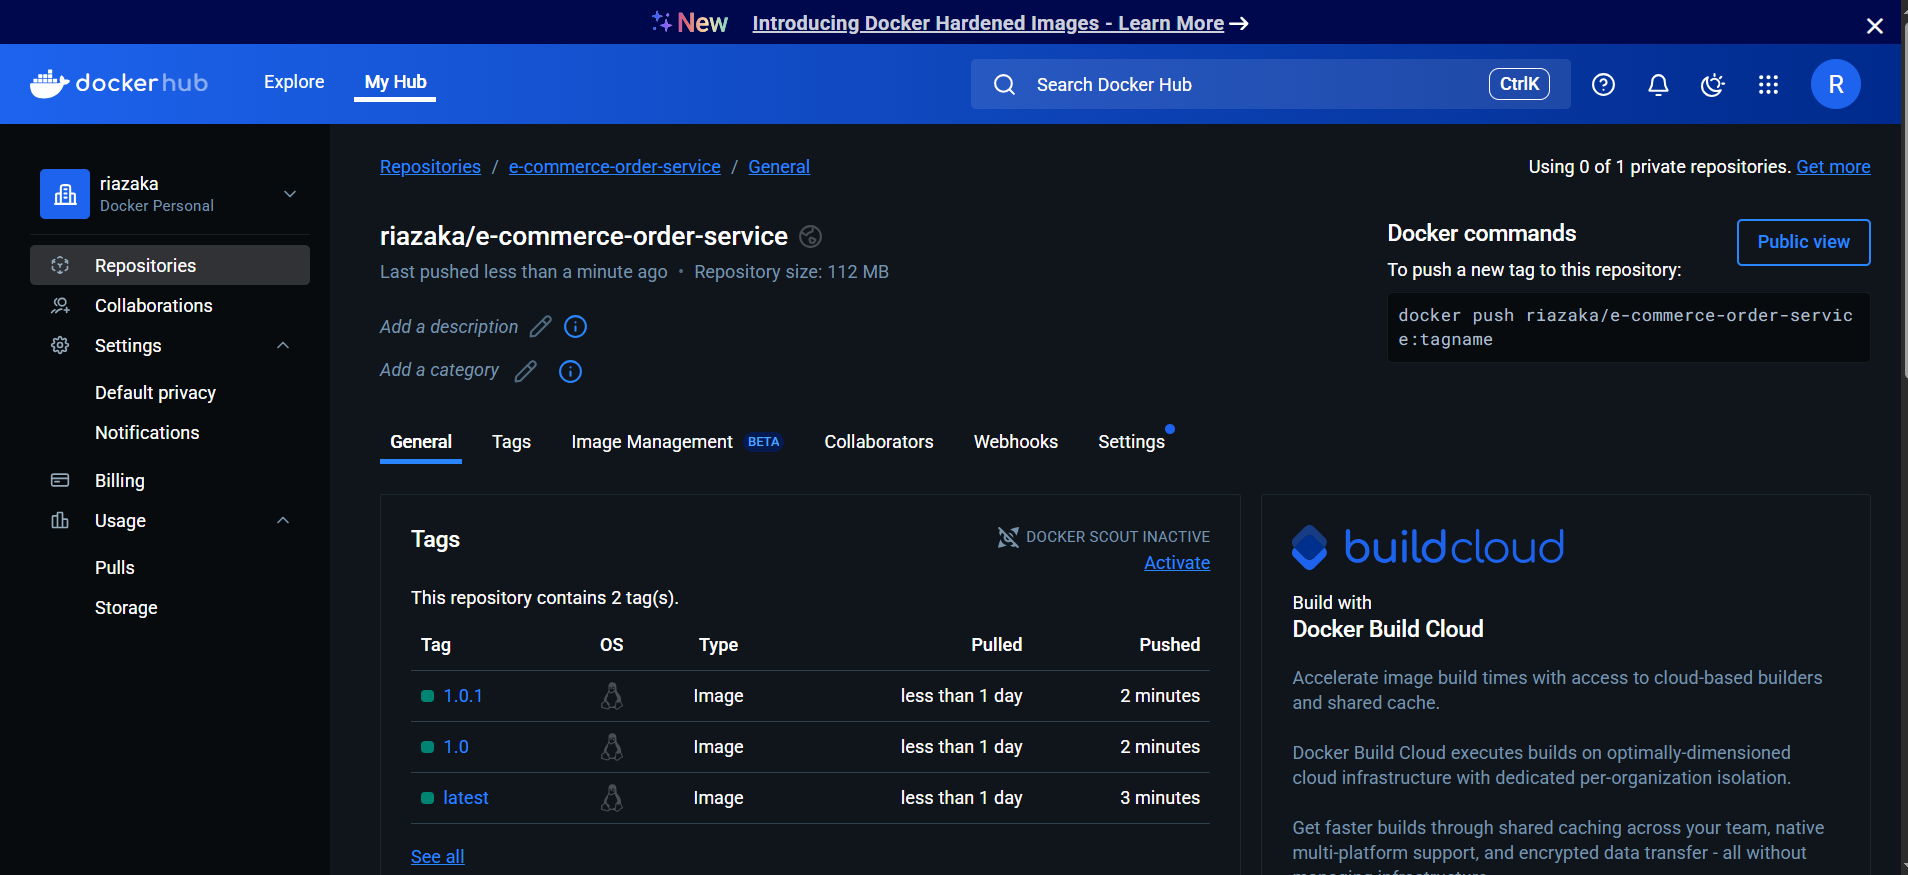 New Introducing Docker Hardened Images - Learn More
dockerhub Explore My Hub Search Docker Hub CtrlK R
riazaka
Docker Personal
Repositories
Collaborations
Settings
Default privacy
Notifications
Billing
Usage
Pulls
Storage
Repositories / e-commerce-order-service / General
Using 0 of 1 private repositories. Get more
riazaka/e-commerce-order-service
Last pushed less than a minute ago • Repository size: 112 MB
Add a description
Add a category
Docker commands
Public view
To push a new tag to this repository:
docker push riazaka/e-commerce-order-servic
e:tagname
General Tags Image Management BETA Collaborators Webhooks Settings
Tags
DOCKER SCOUT INACTIVE
Activate
This repository contains 2 tag(s).
Tag OS Type Pulled Pushed
1.0.1 Image less than 1 day 2 minutes
1.0 Image less than 1 day 2 minutes
latest Image less than 1 day 3 minutes
See all
buildcloud
Build with
Docker Build Cloud
Accelerate image build times with access to cloud-based builders
and shared cache.
Docker Build Cloud executes builds on optimally-dimensioned
cloud infrastructure with dedicated per-organization isolation.
Get faster builds through shared caching across your team, native
multi-platform support, and encrypted data transfer - all without